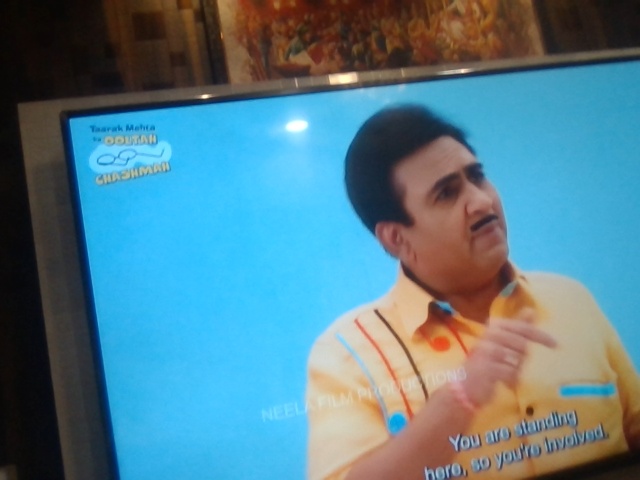 Taarak Mehta
Ka OOLTAH
CHASHMAH
NEELA FILM PRODUCTIONS
You are standing
here, so you're involved.